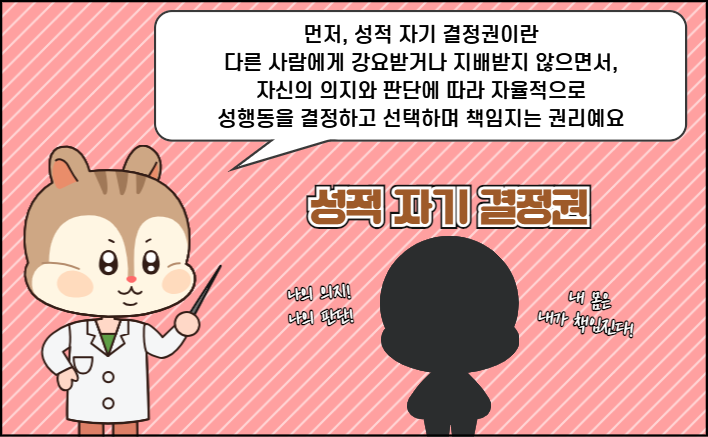 먼저, 성적 자기 결정권이란
다른 사람에게 강요받거나 지배받지 않으면서,
자신의 의지와 판단에 따라 자율적으로
성행동을 결정하고 선택하며 책임지는 권리예요
성적 자기 결정권
나의 의지!
나의 판단!
내 몸은
내가 책임진다!